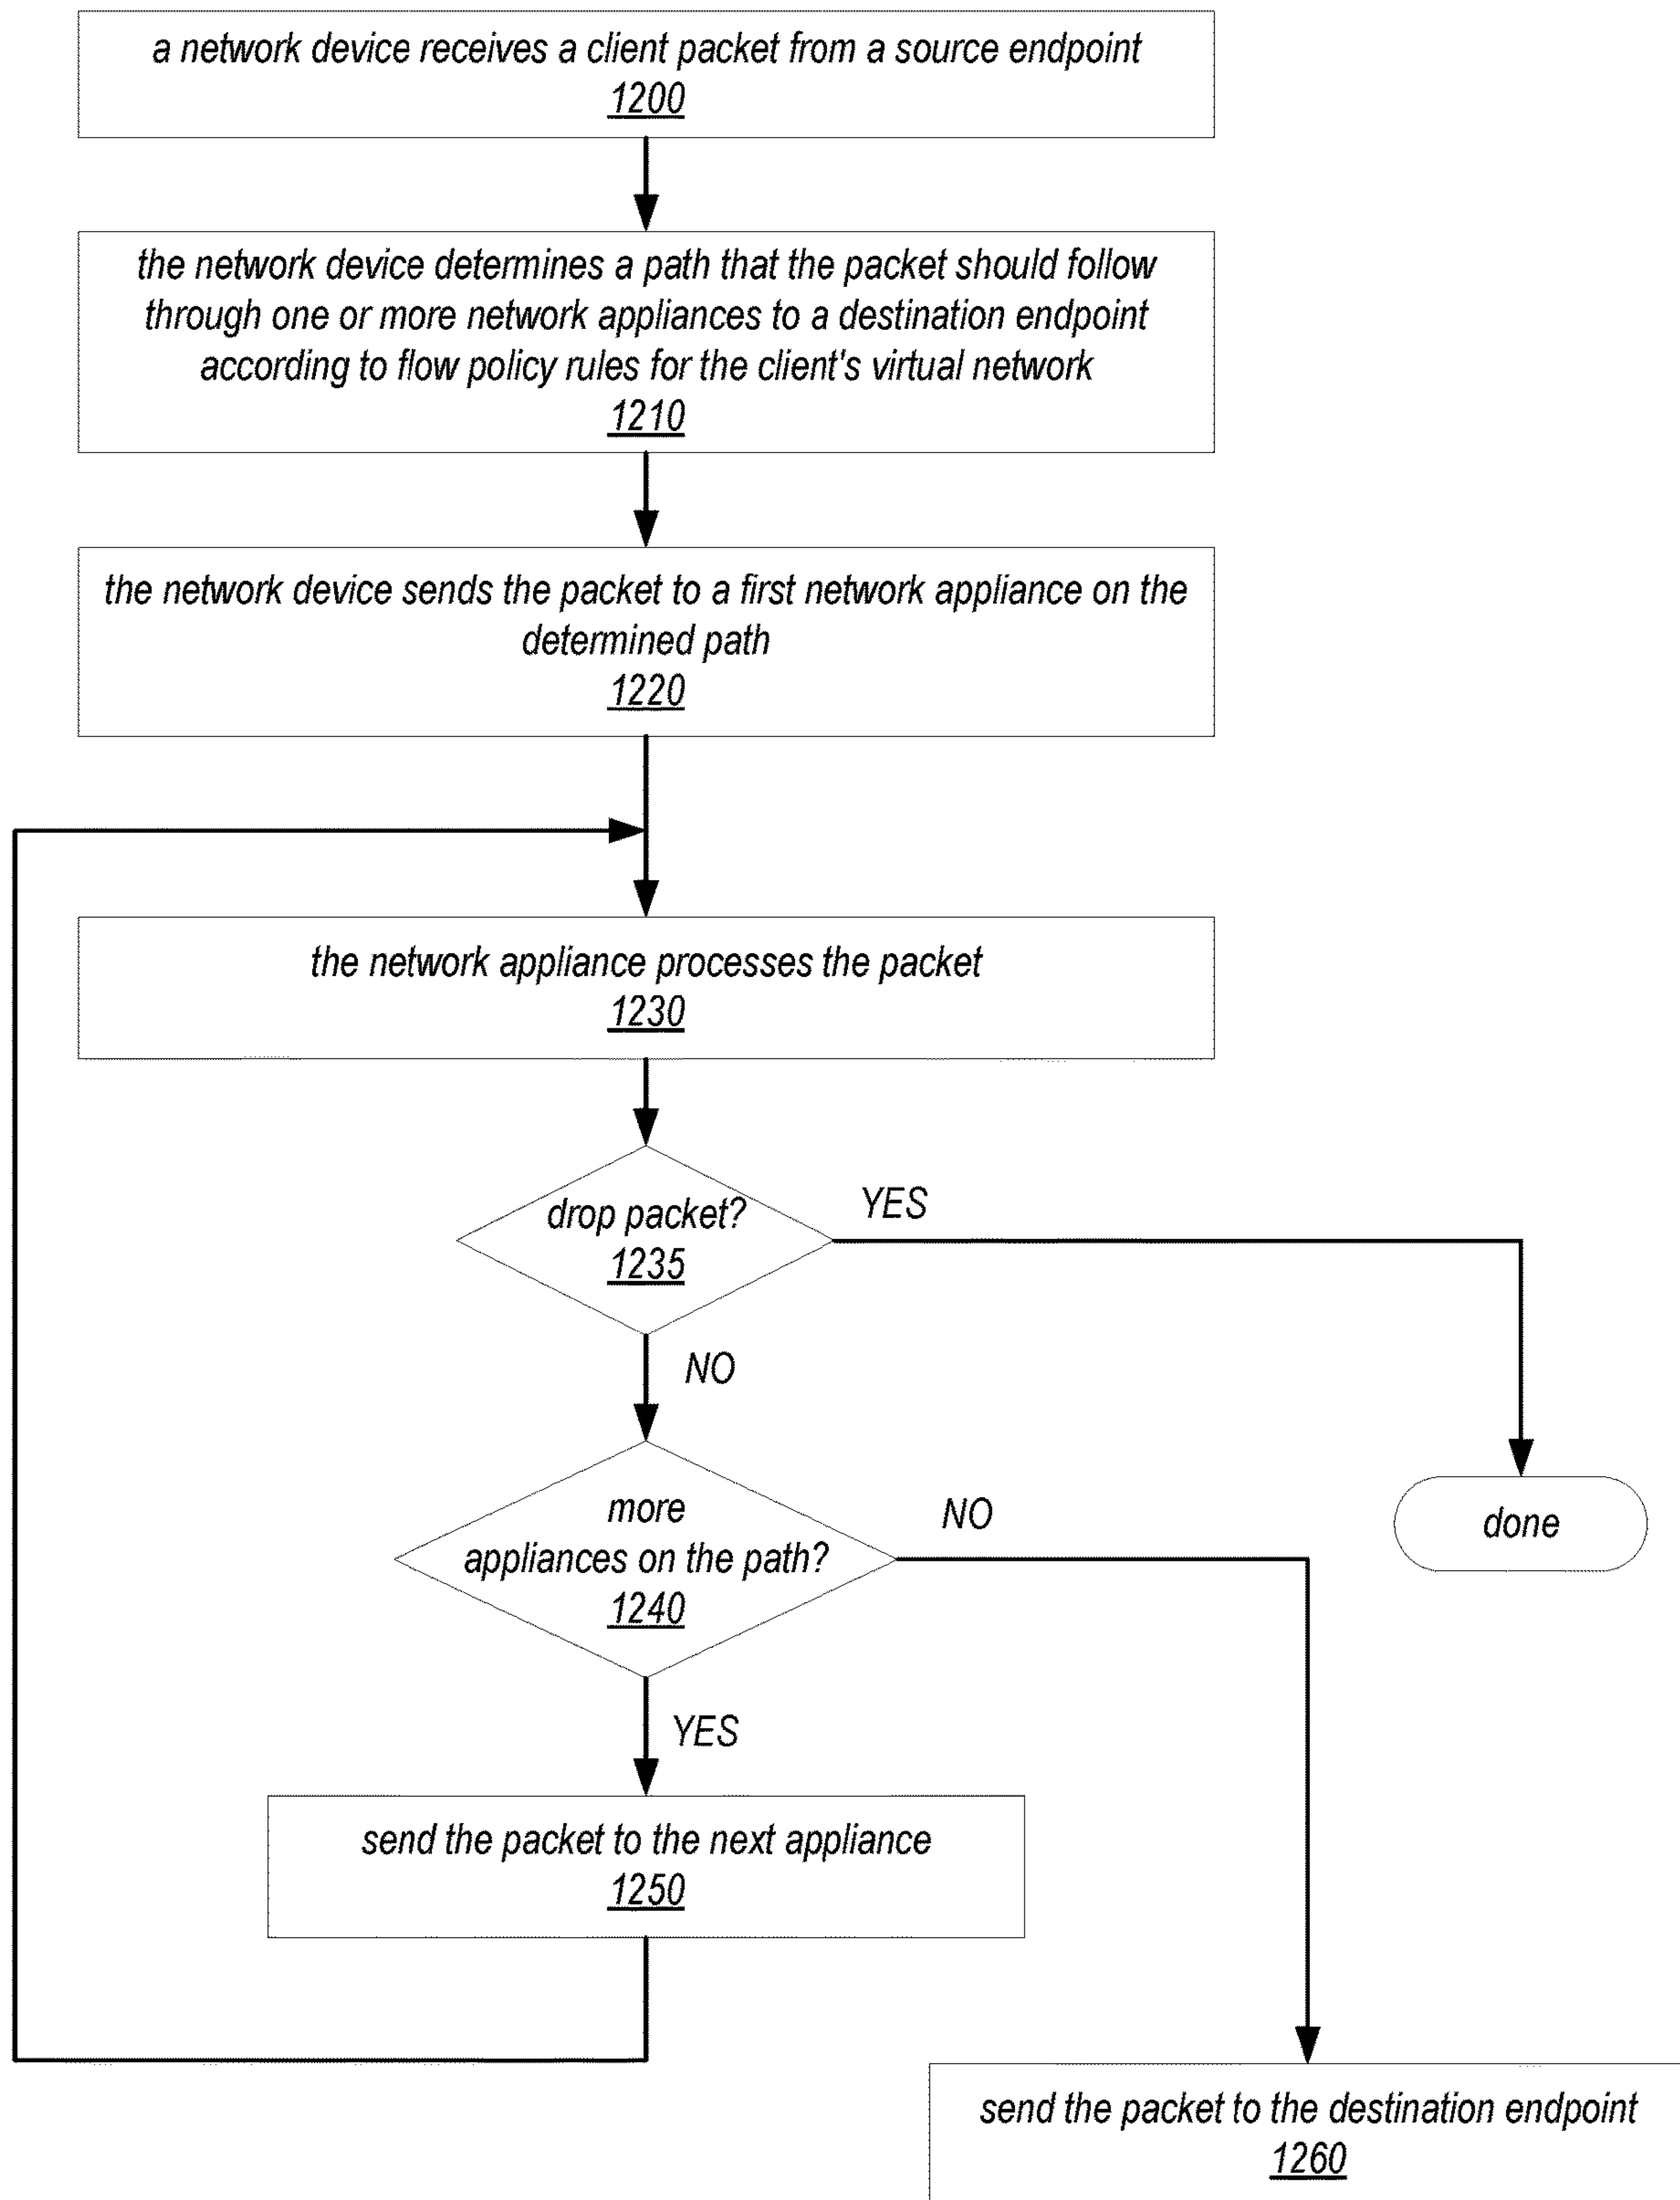 a network device receives a client packet from a source endpoint
1200
the network device determines a path that the packet should follow
through one or more network appliances to a destination endpoint
according to flow policy rules for the client's virtual network
1210
the network device sends the packet to a first network appliance on the
determined path
1220
the network appliance processes the packet
1230
drop packet?
1235
YES
NO
more
appliances on the path?
1240
NO
done
YES
send the packet to the next appliance
1250
send the packet to the destination endpoint
1260